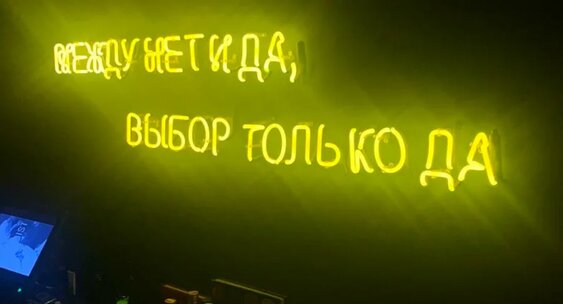 МЕЖДУ НЕТ И ДА,
ВЫБОР ТОЛЬКО ДА